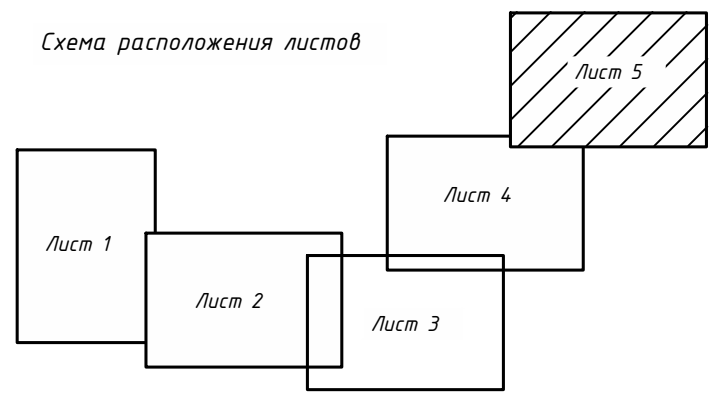 Схема расположения листов
Лист 5
Лист 4
Лист 1
Лист 2
Лист 3